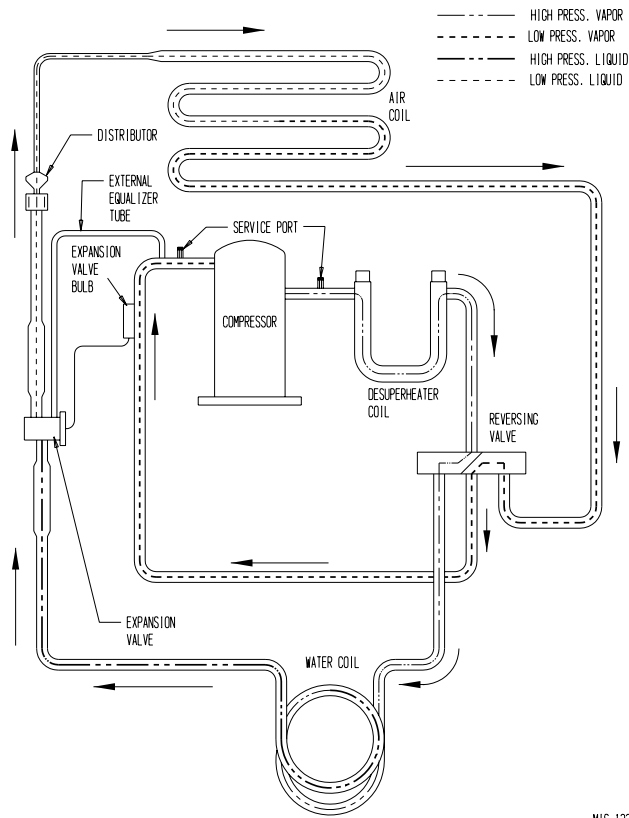 HIGH PRESS. VAPOR
LOW PRESS. VAPOR
HIGH PRESS. LIQUID
LOW PRESS. LIQUID
AIR
COIL
DISTRIBUTOR
EXTERNAL
EQUALIZER
TUBE
SERVICE PORT
EXPANSION
VALVE
BULB
COMPRESSOR
DESUPERHEATER
COIL
REVERSING
VALVE
EXPANSION
VALVE
WATER COIL